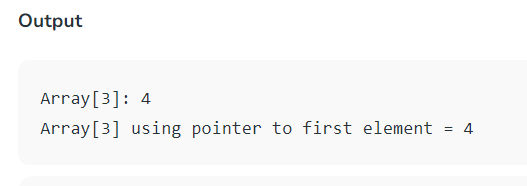 Output
Array[3]: 4
Array[3] using pointer to first element = 4